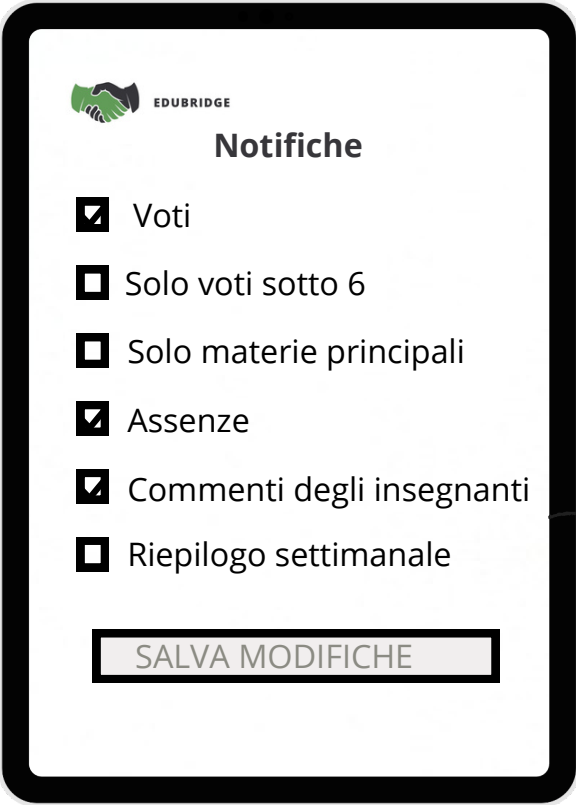 EDUBRIDGE
Notifiche
Voti
Solo voti sotto 6
Solo materie principali
Assenze
Commenti degli insegnanti
Riepilogo settimanale
SALVA MODIFICHE